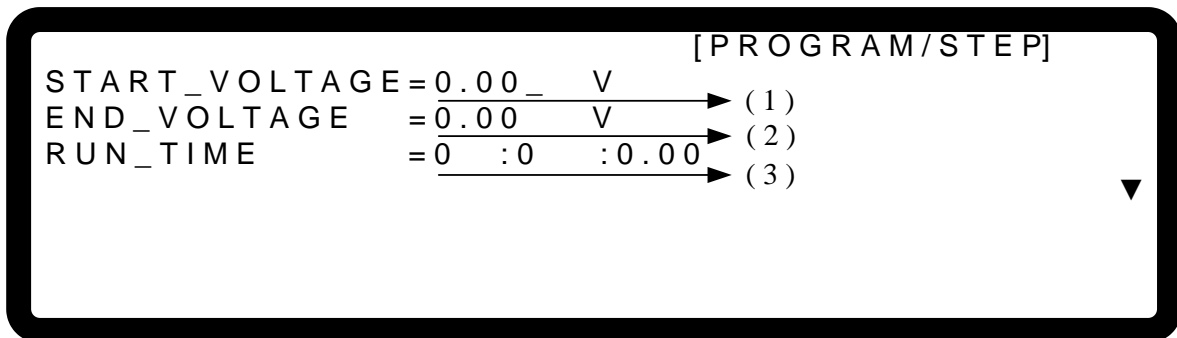 [PROGRAM/STEP]
START_VOLTAGE=0.00_ V (1)
END_VOLTAGE =0.00 V (2)
RUN_TIME =0 :0 :0.00 (3)
▼